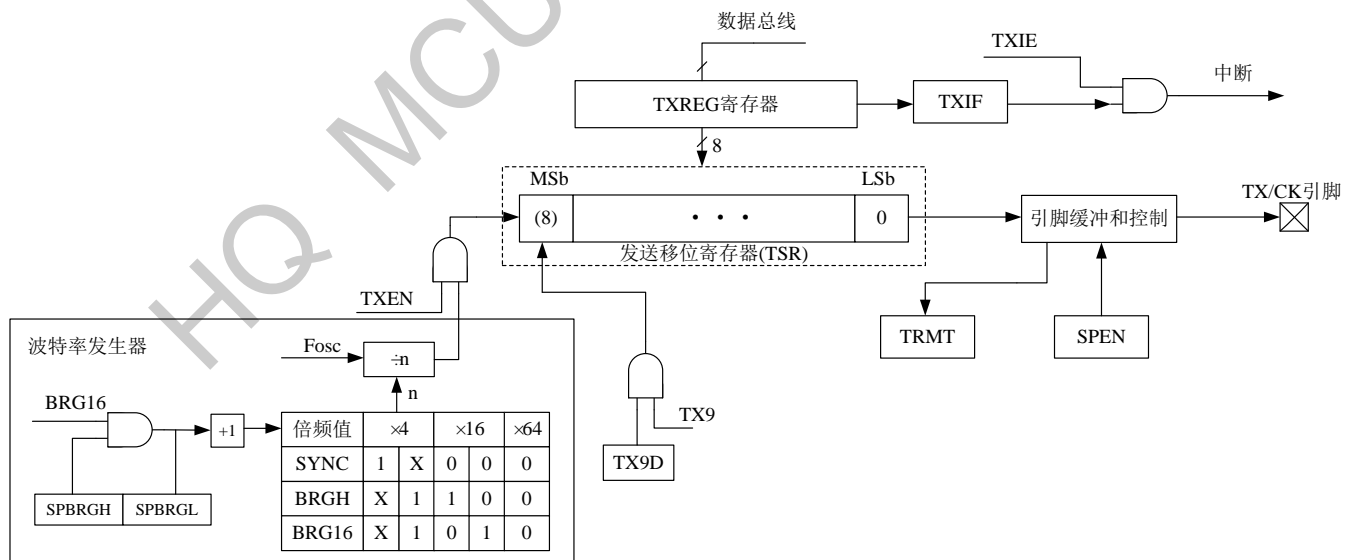 数据总线
TXIE
中断
TXREG寄存器
TXIF
8
MSb
LSb
TX/CK引脚
(8)
• • •
0
引脚缓冲和控制
发送移位寄存器(TSR)
TXEN
TRMT
SPEN
波特率发生器
Fosc
÷n
n
BRG16
+1
TX9
TX9D
倍频值 ×4 ×16 ×64
SYNC 1 X 0 0 0
BRGH X 1 1 0 0
BRG16 X 1 0 1 0
SPBRGH SPBRGL
HQ MCU